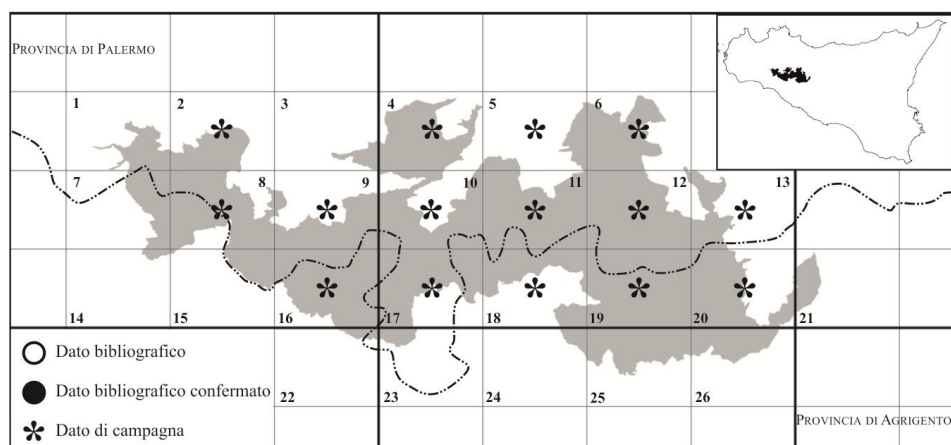 PROVINCIA DI PALERMO
1 2 3 4 5 6
7 8 9 10 11 12 13
14 15 16 17 18 19 20 21
Dato bibliografico
Dato bibliografico confermato
22 23 24 25 26
Dato di campagna
PROVINCIA DI AGRIGENTO